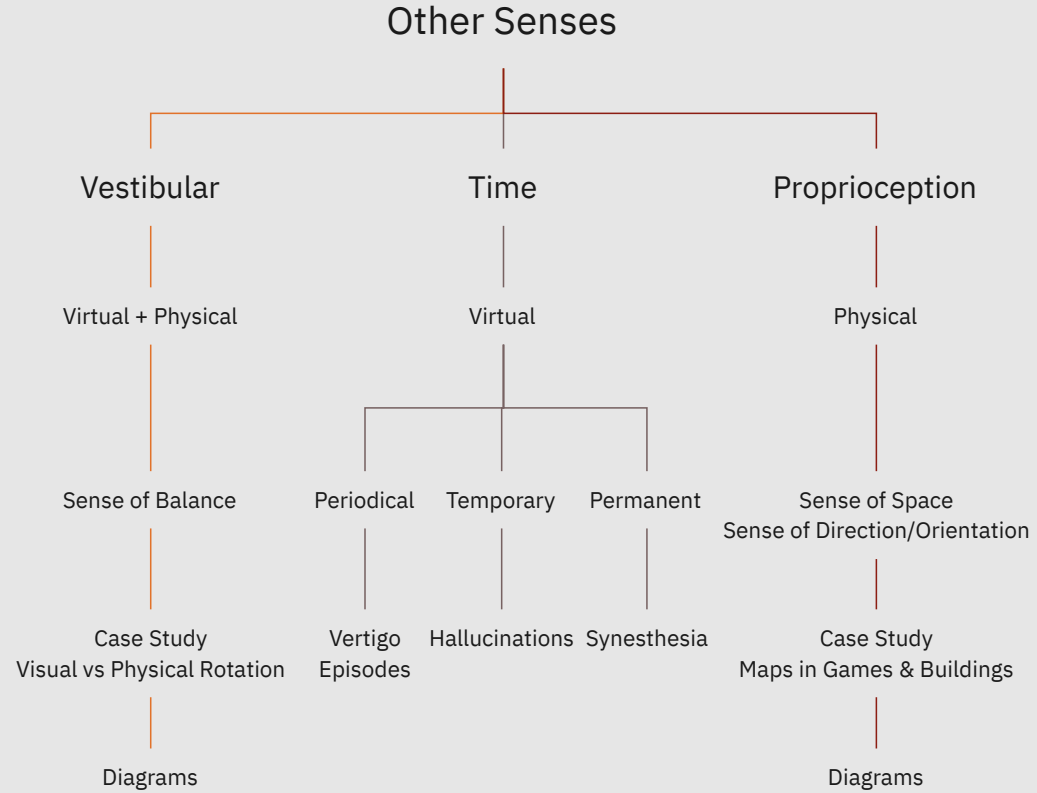 Other Senses
Vestibular
Time
Proprioception
Virtual + Physical
Virtual
Physical
Sense of Balance
Periodical
Temporary
Permanent
Sense of Space
Sense of Direction/Orientation
Case Study
Visual vs Physical Rotation
Vertigo
Episodes
Hallucinations
Synesthesia
Case Study
Maps in Games & Buildings
Diagrams
Diagrams